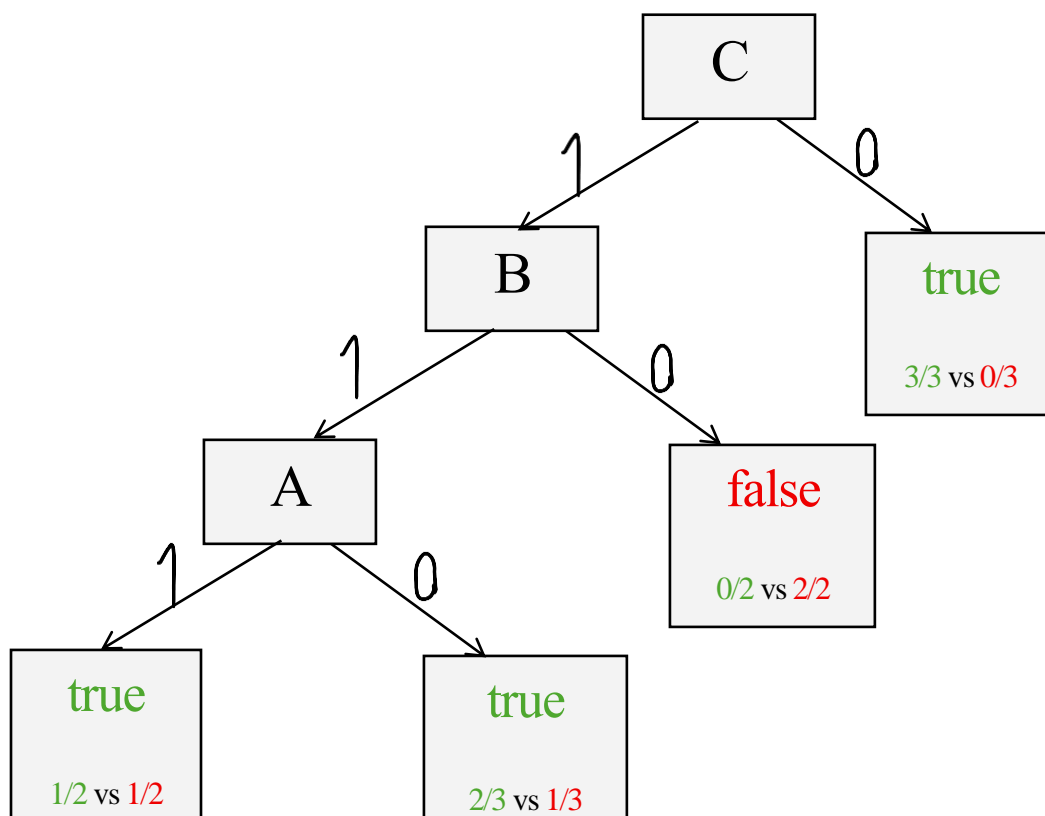 C
1
0
B
true
3/3 vs 0/3
1
0
A
false
0/2 vs 2/2
1
0
true
1/2 vs 1/2
true
2/3 vs 1/3